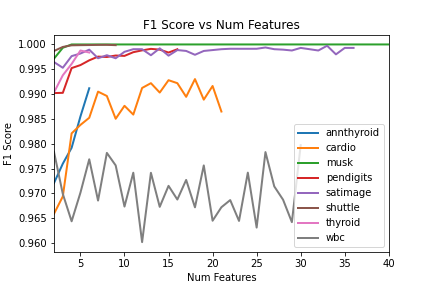 F1 Score vs Num Features
1.000
0.995
0.990
0.985
0.980
0.975
0.970
0.965
0.960
F1 Score
annthyroid
cardio
musk
pendigits
satimage
shuttle
thyroid
wbc
5 10 15 20 25 30 35 40
Num Features